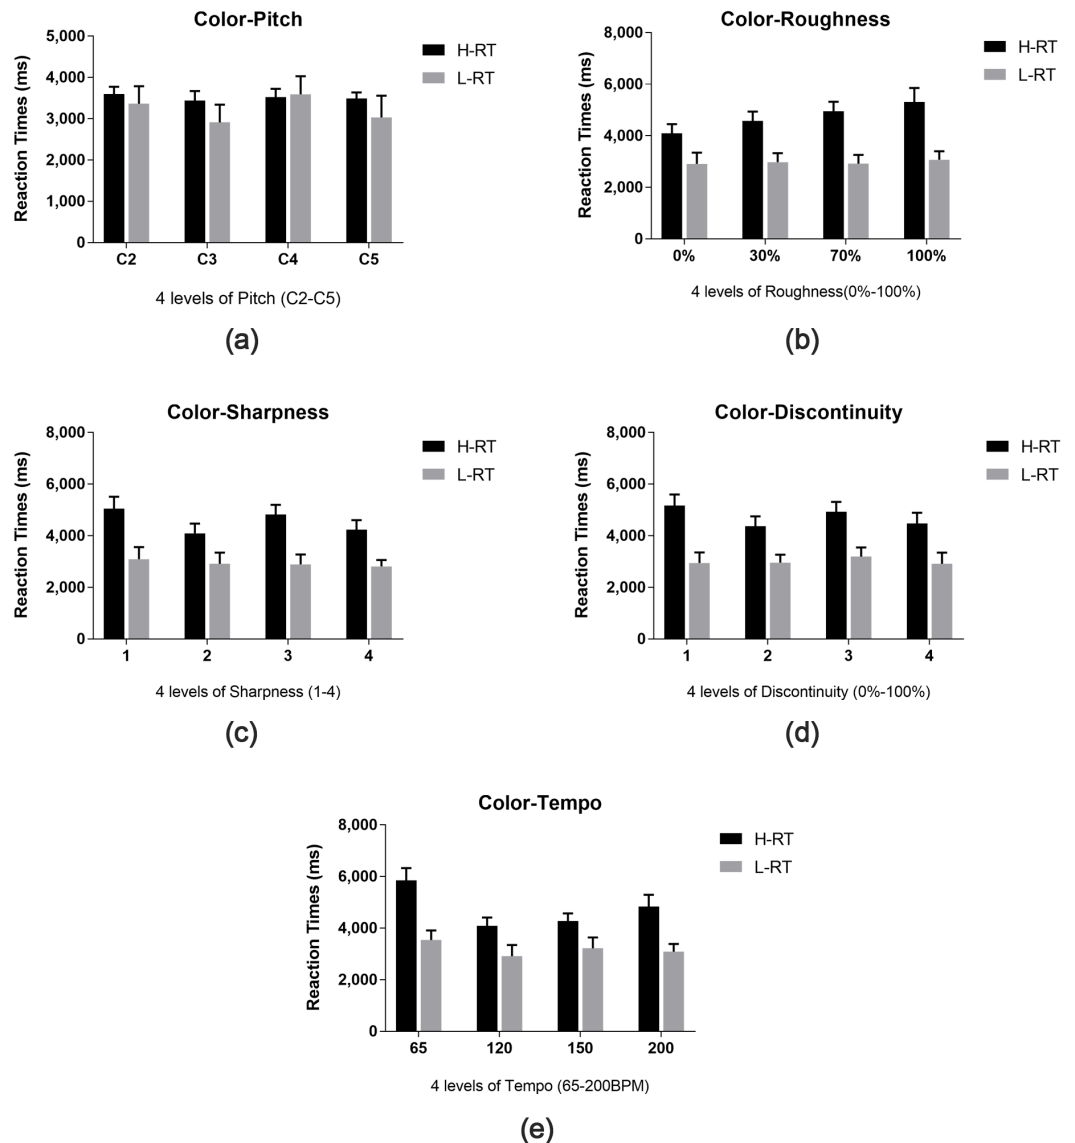 Color-Pitch
5,000
4,000
3,000
2,000
1,000
0
Reaction Times (ms)
C2 C3 C4 C5
4 levels of Pitch (C2-C5)
H-RT
L-RT
(a)
Color-Roughness
8,000
6,000
4,000
2,000
0
Reaction Times (ms)
0% 30% 70% 100%
4 levels of Roughness(0%-100%)
H-RT
L-RT
(b)
Color-Sharpness
8,000
6,000
4,000
2,000
0
Reaction Times (ms)
1 2 3 4
4 levels of Sharpness (1-4)
H-RT
L-RT
(c)
Color-Discontinuity
8,000
6,000
4,000
2,000
0
Reaction Times (ms)
1 2 3 4
4 levels of Discontinuity (0%-100%)
H-RT
L-RT
(d)
Color-Tempo
8,000
6,000
4,000
2,000
0
Reaction Times (ms)
65 120 150 200
4 levels of Tempo (65-200BPM)
H-RT
L-RT
(e)